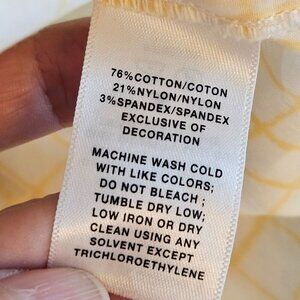 76%COTTON/COTON
21%NYLON/NYLON
3%SPANDEX/SPANDEX
EXCLUSIVE OF
DECORATION
MACHINE WASH COLD
WITH LIKE COLORS;
DO NOT BLEACH ;
TUMBLE DRY LOW;
LOW IRON OR DRY
CLEAN USING ANY
SOLVENT EXCEPT
TRICHLOROETHYLENE